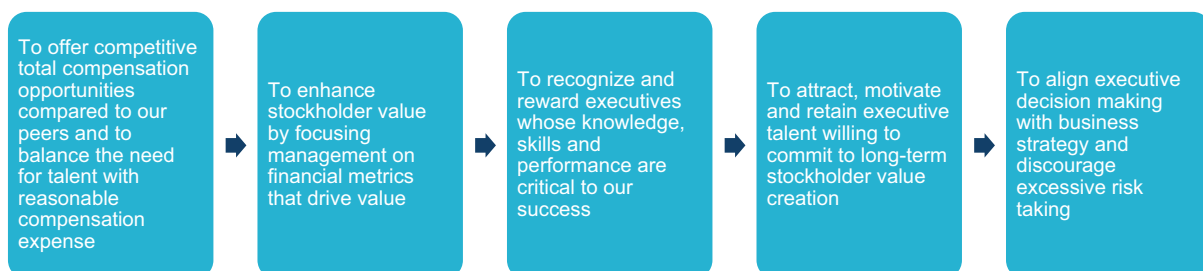 To offer competitive
total compensation
opportunities
compared to our
peers and to
balance the need
for talent with
reasonable
compensation
expense
To enhance
stockholder value
by focusing
management on
financial metrics
that drive value
To recognize and
reward executives
whose knowledge,
skills and
performance are
critical to our
success
To attract, motivate
and retain executive
talent willing to
commit to long-term
stockholder value
creation
To align executive
decision making
with business
strategy and
discourage
excessive risk
taking